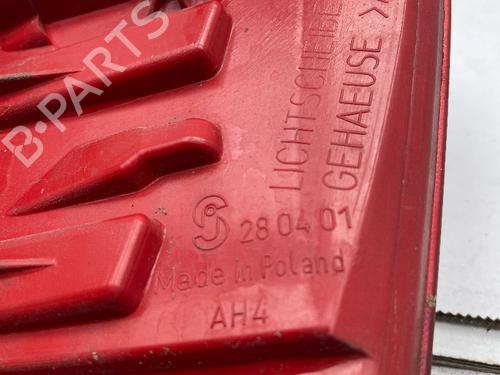 B-PARTS
LICHTSCHEIBE
GEHAEUSE >
28 04 01
Made in Poland
AH4